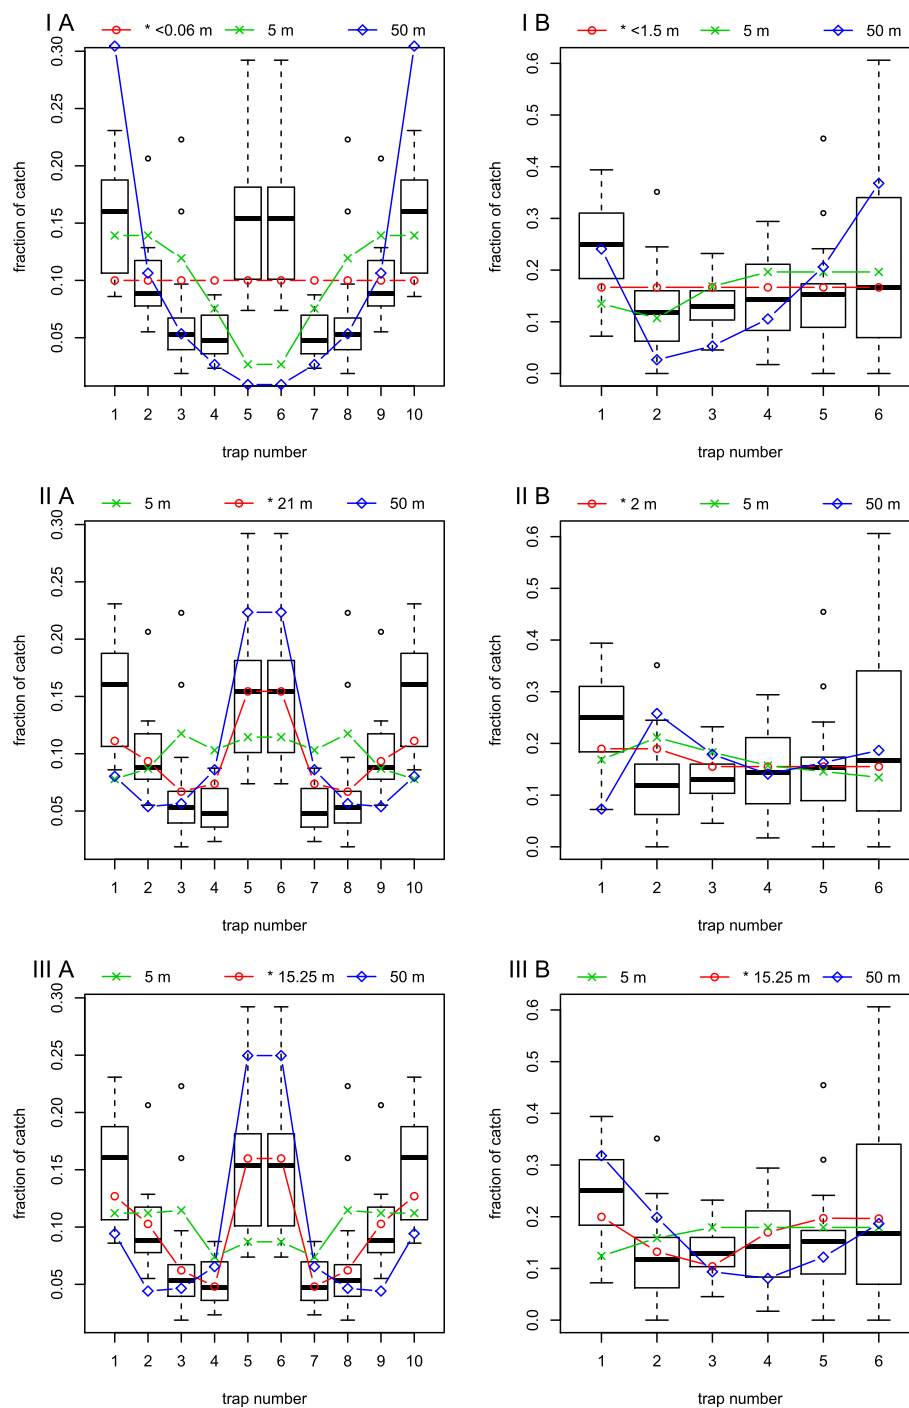 I A
* <0.06 m 5 m 50 m
fraction of catch
0.05 0.10 0.15 0.20 0.25 0.30
1 2 3 4 5 6 7 8 9 10
trap number
I B
* <1.5 m 5 m 50 m
fraction of catch
0.0 0.1 0.2 0.3 0.4 0.5 0.6
1 2 3 4 5 6
trap number
II A
5 m * 21 m 50 m
fraction of catch
0.05 0.10 0.15 0.20 0.25 0.30
1 2 3 4 5 6 7 8 9 10
trap number
II B
* 2 m 5 m 50 m
fraction of catch
0.0 0.1 0.2 0.3 0.4 0.5 0.6
1 2 3 4 5 6
trap number
III A
5 m * 15.25 m 50 m
fraction of catch
0.05 0.10 0.15 0.20 0.25 0.30
1 2 3 4 5 6 7 8 9 10
trap number
III B
5 m * 15.25 m 50 m
fraction of catch
0.0 0.1 0.2 0.3 0.4 0.5 0.6
1 2 3 4 5 6
trap number